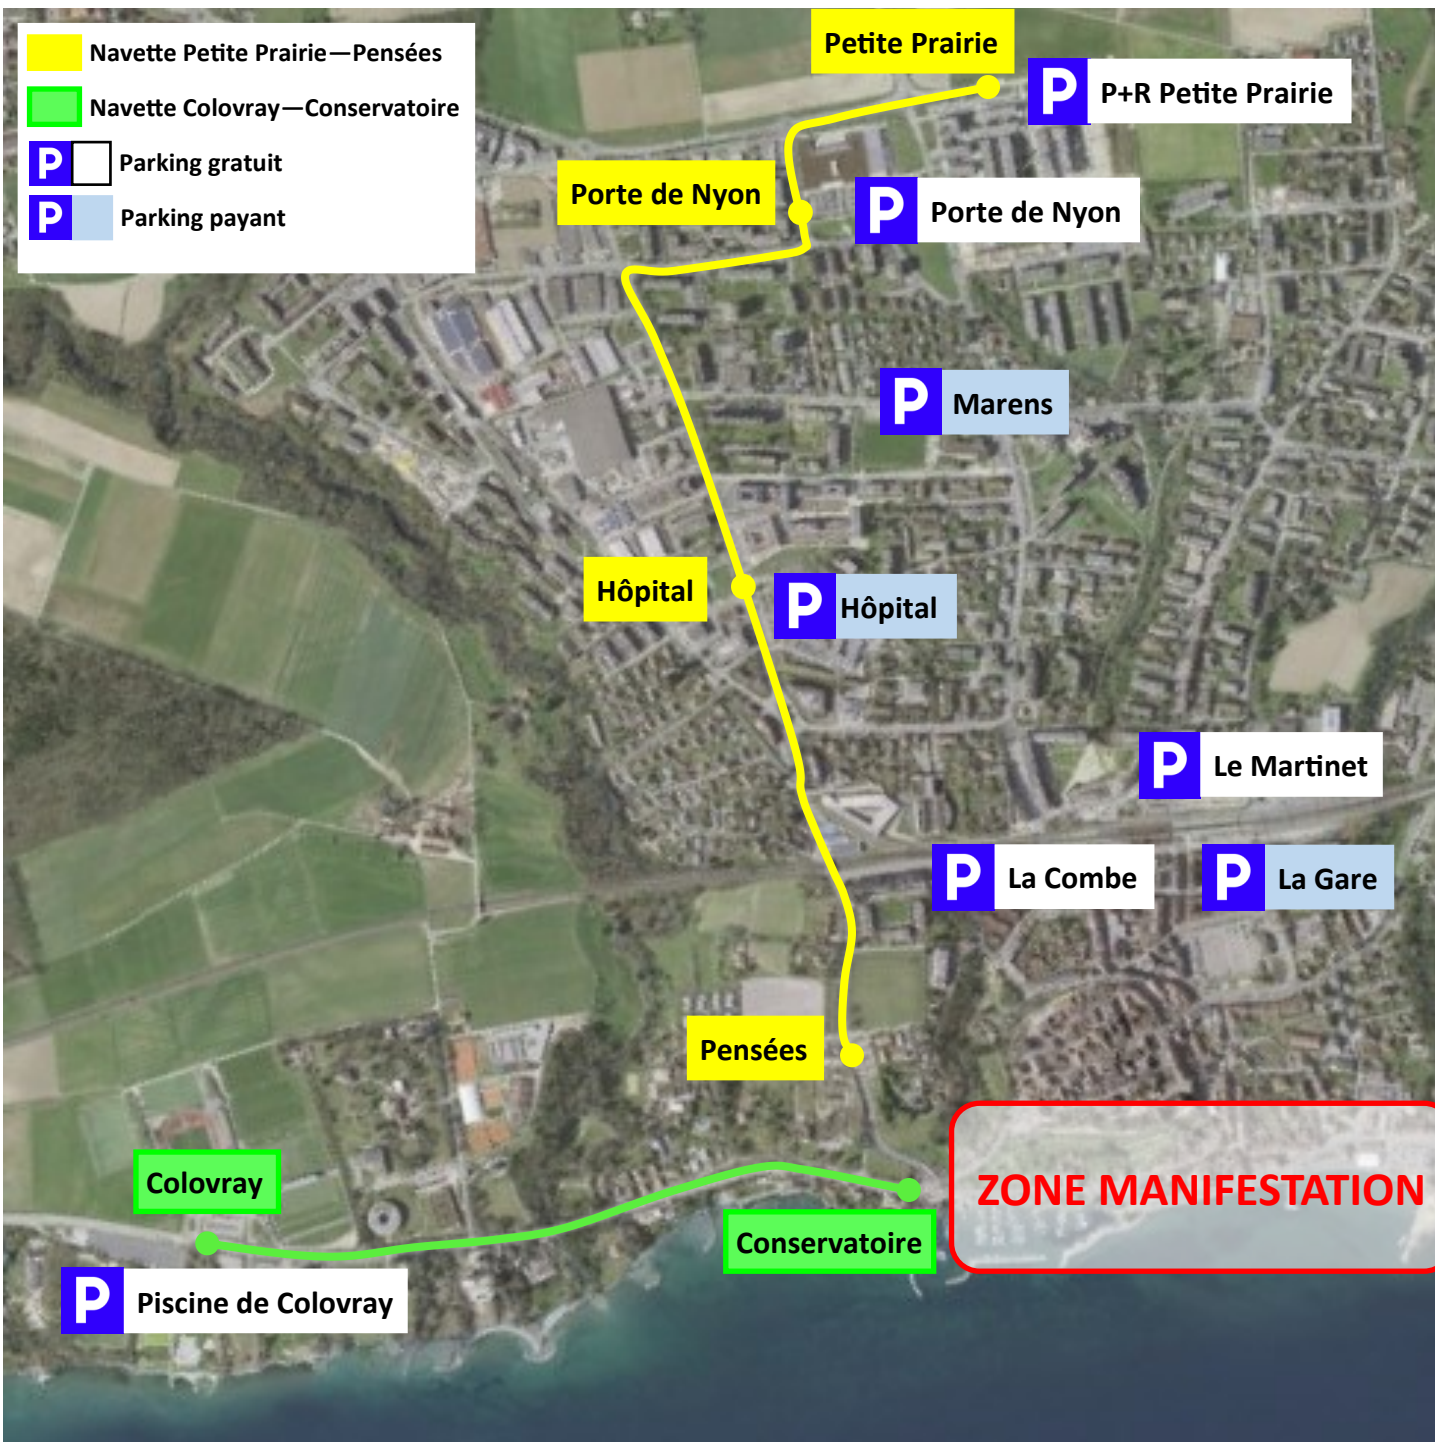 Navette Petite Prairie—Pensées
Navette Colovray—Conservatoire
P Parking gratuit
P Parking payant
Petite Prairie
P P+R Petite Prairie
Porte de Nyon
P Porte de Nyon
P Marens
Hôpital
P Hôpital
P Le Martinet
P La Combe
P La Gare
Pensées
Colovray
ZONE MANIFESTATION
Conservatoire
P Piscine de Colovray